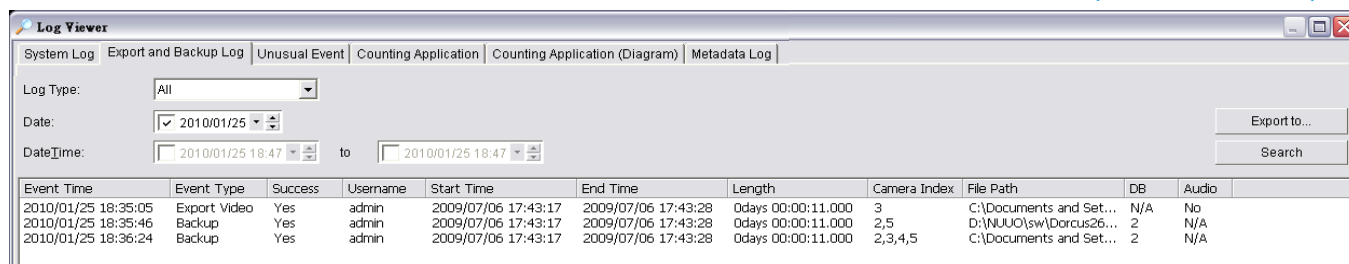 Log Viewer
System Log Export and Backup Log Unusual Event Counting Application Counting Application (Diagram) Metadata Log
Log Type: All
Date: 2010/01/25 Export to...
DateTime: 2010/01/25 18:47 to 2010/01/25 18:47 Search
Event Time Event Type Success Username Start Time End Time Length Camera Index File Path DB Audio
2010/01/25 18:35:05 Export Video Yes admin 2009/07/06 17:43:17 2009/07/06 17:43:28 0days 00:00:11.000 3 C:\Documents and Set... N/A No
2010/01/25 18:35:46 Backup Yes admin 2009/07/06 17:43:17 2009/07/06 17:43:28 0days 00:00:11.000 2,5 D:\NUUO\sw\Dorcus26... 2 N/A
2010/01/25 18:36:24 Backup Yes admin 2009/07/06 17:43:17 2009/07/06 17:43:28 0days 00:00:11.000 2,3,4,5 C:\Documents and Set... 2 N/A